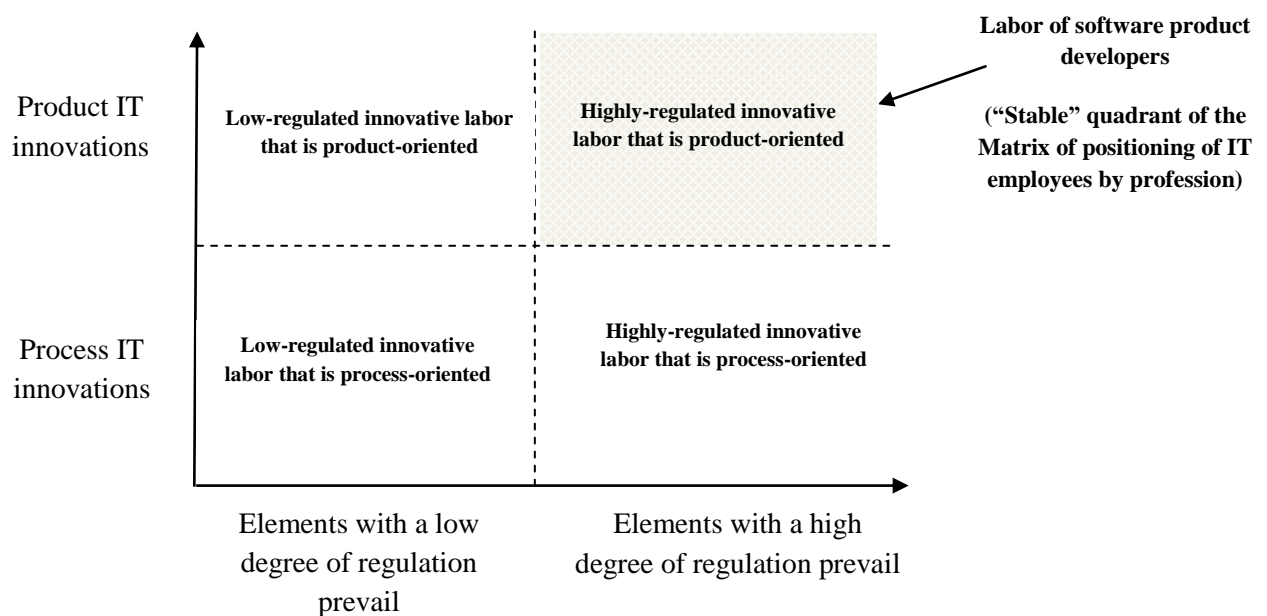 Labor of software product
developers
(“Stable” quadrant of the
Matrix of positioning of IT
employees by profession)
Product IT
innovations
Low-regulated innovative labor
that is product-oriented
Highly-regulated innovative
labor that is product-oriented
Process IT
innovations
Low-regulated innovative
labor that is process-oriented
Highly-regulated innovative
labor that is process-oriented
Elements with a low
degree of regulation
prevail
Elements with a high
degree of regulation prevail